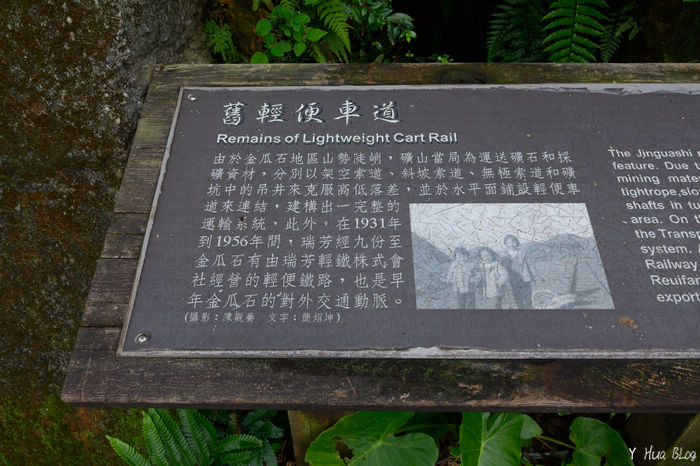 舊輕便車道
Remains of Lightweight Cart Rail
由於金瓜石地區山勢陡峭，礦山當局為運送礦石和採
礦資材，分別以架空索道、斜坡索道、無極索道和礦
坑中的吊井來克服高低落差，並於水平面鋪設輕便車
道來連結，建構出一完整的
運輸系統，此外，在1931年
到1956年間，瑞芳經九份至
金瓜石有由瑞芳輕鐵株式會
社經營的輕便鐵路，也是早
年金瓜石的對外交通動脈。
(攝影：陳觀養 文字：簡炤坤)
The Jinguashi
feature. Due
mining mate
tightrope,slo
shafts in tu
area. On
the Transp
system,
Railway
Reuifa
export
Y Hua Blog